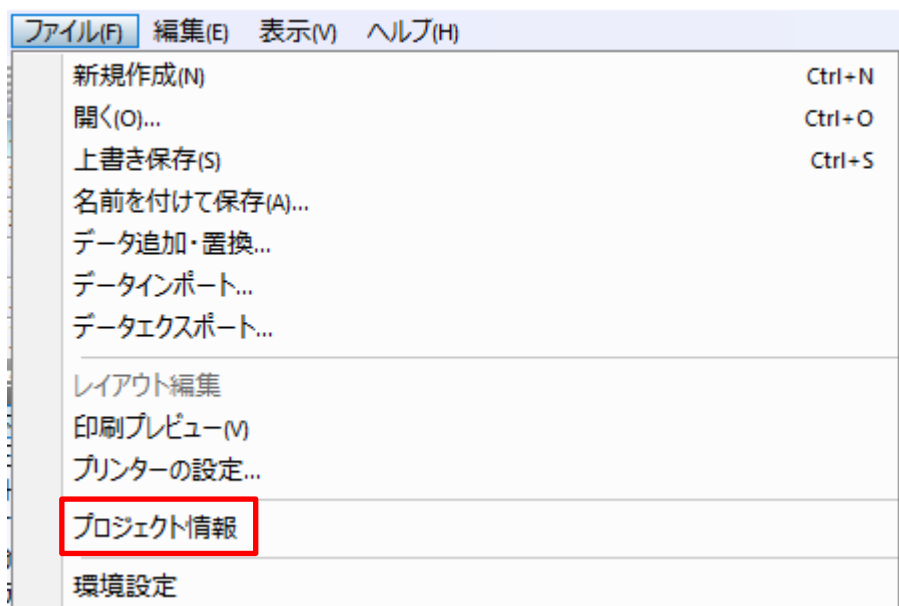 ファイル(F) 編集(E) 表示(V) ヘルプ(H)
新規作成(N) Ctrl+N
開く(O)... Ctrl+O
上書き保存(S) Ctrl+S
名前を付けて保存(A)...
データ追加・置換...
データインポート...
データエクスポート...
レイアウト編集
印刷プレビュー(V)
プリンターの設定...
プロジェクト情報
環境設定